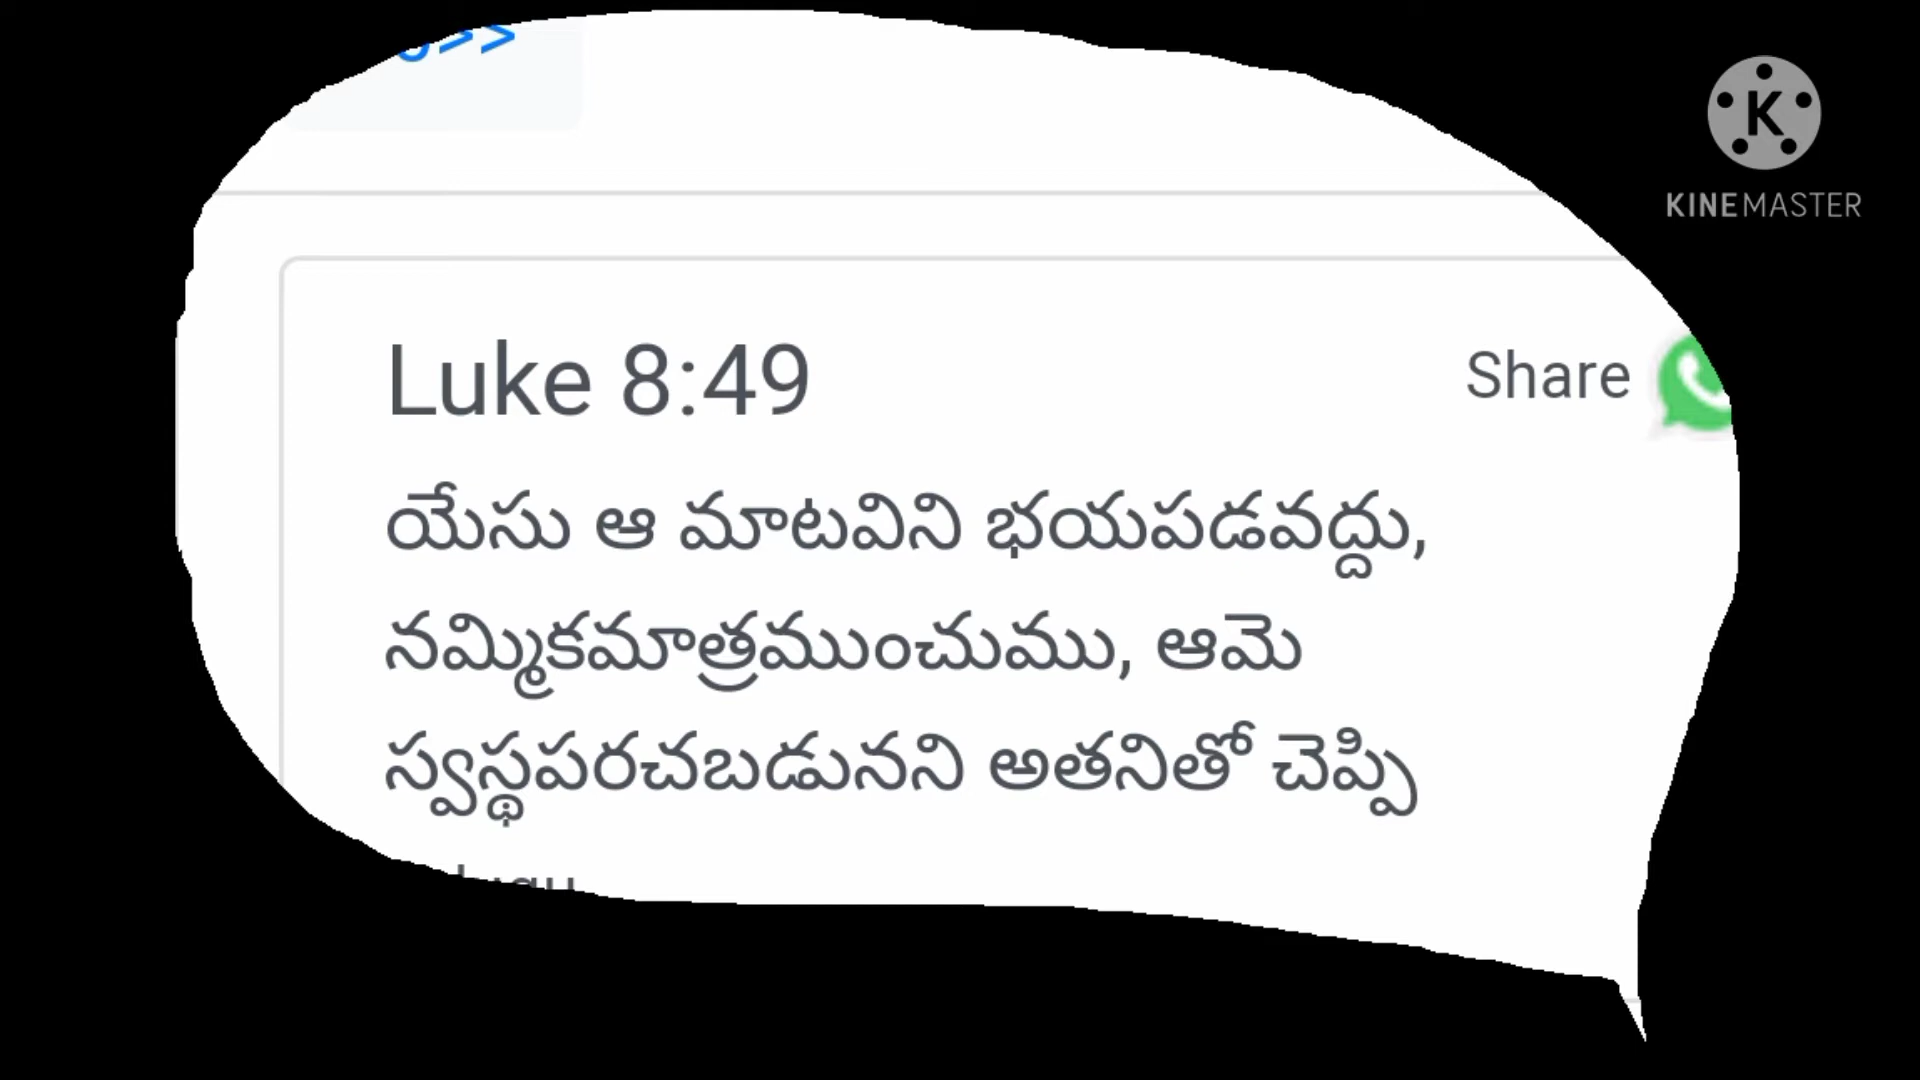 >>
KINEMASTER
Luke 8:49
Share
యేసు ఆ మాటవిని భయపడవద్దు,
నమ్మికమాత్రముంచుము, ఆమె
స్వస్థపరచబడునని అతనితో చెప్పి